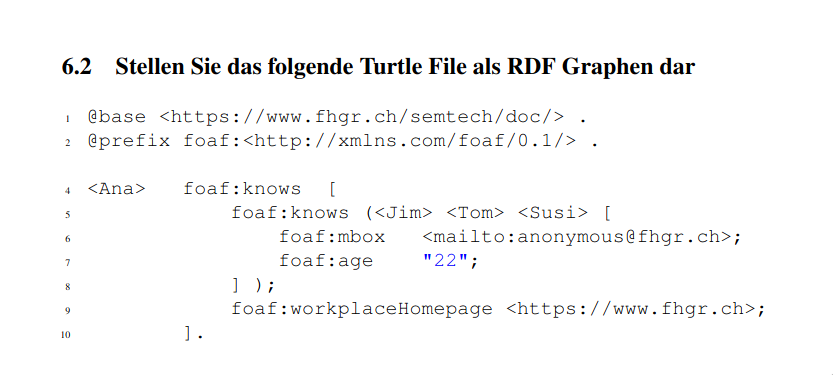 6.2 Stellen Sie das folgende Turtle File als RDF Graphen dar
1 @base <https://www.fhgr.ch/semtech/doc/> .
2 @prefix foaf:<http://xmlns.com/foaf/0.1/> .
4 <Ana> foaf:knows [
5 foaf:knows (<Jim> <Tom> <Susi> [
6 foaf:mbox <mailto:anonymous@fhgr.ch>;
7 foaf:age "22";
8 ] );
9 foaf:workplaceHomepage <https://www.fhgr.ch>;
10 ].